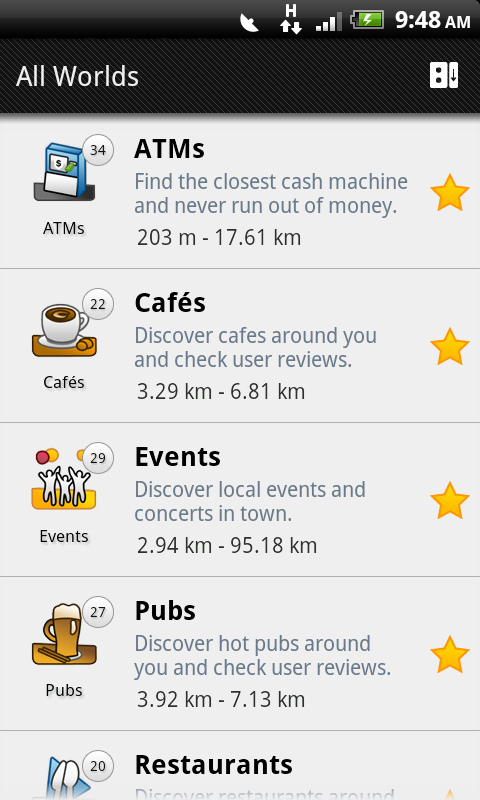 H
9:48 AM
All Worlds
34
ATMs
ATMs
Find the closest cash machine
and never run out of money.
203 m - 17.61 km
22
Cafés
Cafés
Discover cafes around you
and check user reviews.
3.29 km - 6.81 km
29
Events
Events
Discover local events and
concerts in town.
2.94 km - 95.18 km
27
Pubs
Pubs
Discover hot pubs around
you and check user reviews.
3.92 km - 7.13 km
20
Restaurants
Discover restaurants around